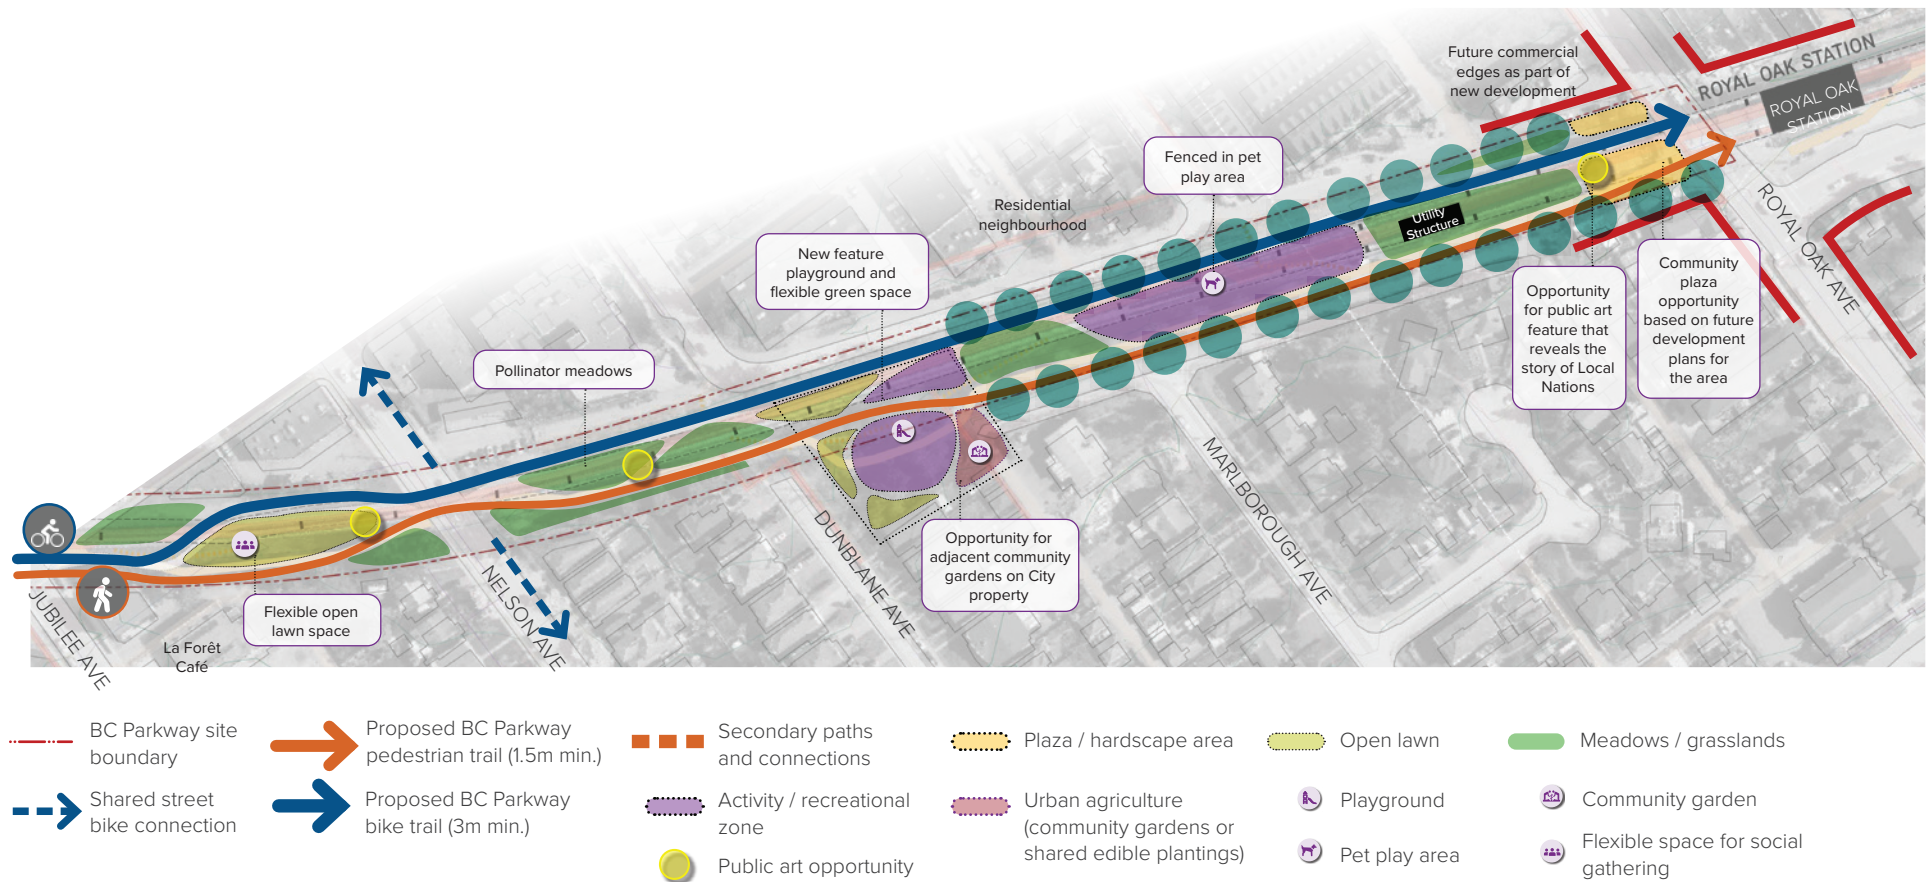 Future commercial
edges as part of
new development
ROYAL OAK STATION
ROYAL OAK
STATION
Fenced in pet
play area
Residential
neighbourhood
New feature
playground and
flexible green space
Utility
Structure
ROYAL OAK AVE
Pollinator meadows
Opportunity
for public art
feature that
reveals the
story of Local
Nations
Community
plaza
opportunity
based on future
development
plans for
the area
MARLBOROUGH AVE
DUNBLANE AVE
Opportunity for
adjacent community
gardens on City
property
NELSON AVE
Flexible open
lawn space
JUBILEE AVE
La Forêt
Café
BC Parkway site
boundary
Proposed BC Parkway
pedestrian trail (1.5m min.)
Secondary paths
and connections
Plaza / hardscape area
Open lawn
Meadows / grasslands
Shared street
bike connection
Proposed BC Parkway
bike trail (3m min.)
Activity / recreational
zone
Urban agriculture
(community gardens or
shared edible plantings)
Playground
Community garden
Public art opportunity
Pet play area
Flexible space for social
gathering